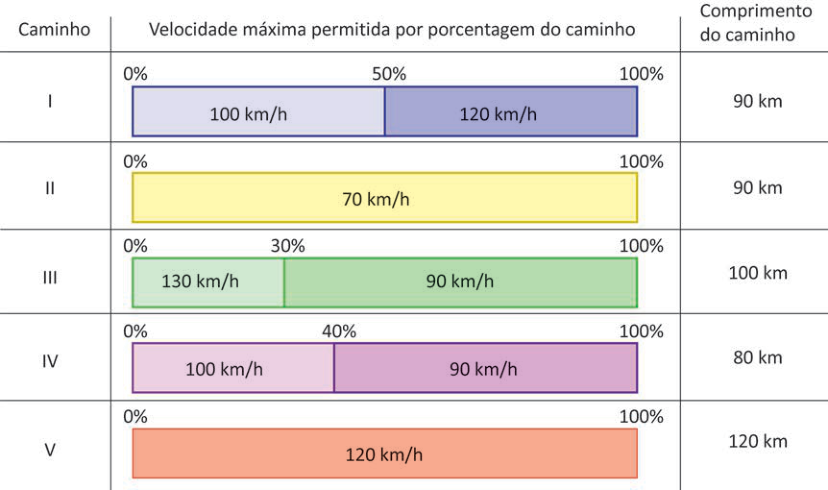 Caminho
Velocidade máxima permitida por porcentagem do caminho
Comprimento
do caminho
0% 50% 100%
I
100 km/h 120 km/h
90 km
0% 100%
II
70 km/h
90 km
0% 30% 100%
III
130 km/h 90 km/h
100 km
0% 40% 100%
IV
100 km/h 90 km/h
80 km
0% 100%
V
120 km/h
120 km